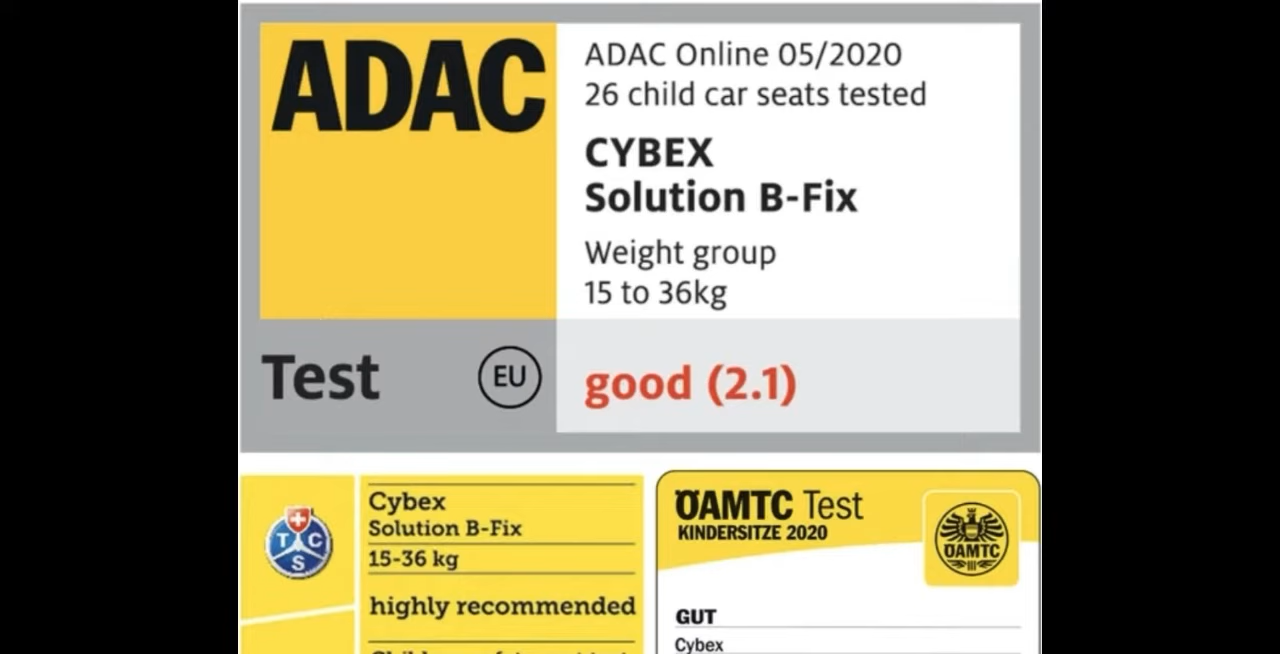 ADAC
ADAC Online 05/2020
26 child car seats tested
CYBEX
Solution B-Fix
Weight group
15 to 36kg
Test
EU
good (2.1)
TCS
Cybex
Solution B-Fix
15-36 kg
highly recommended
ÖAMTC Test
KINDERSITZE 2020
ÖAMTC
GUT
Cybex